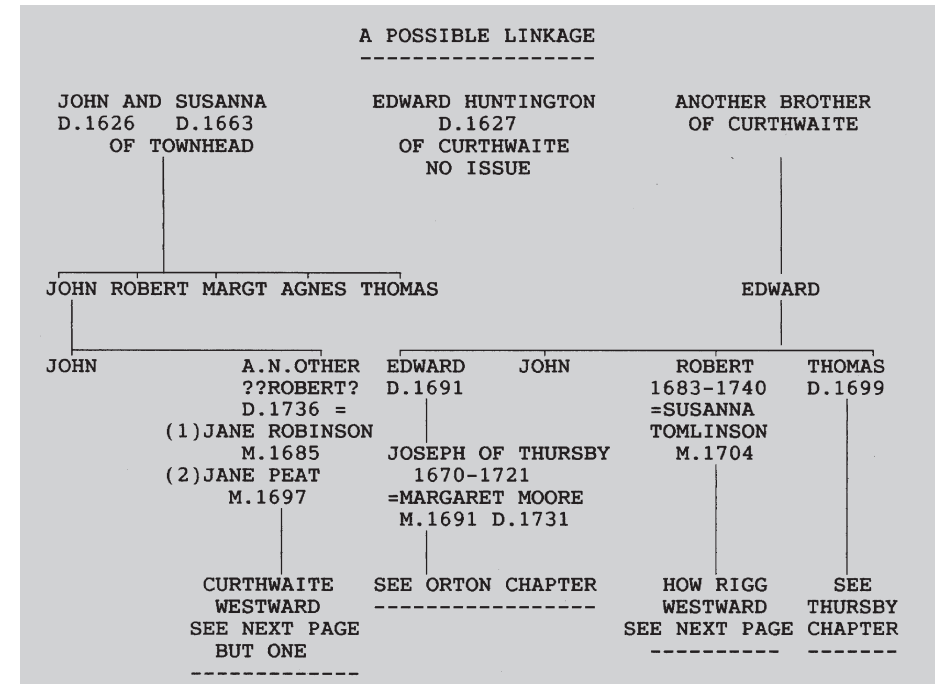 A POSSIBLE LINKAGE
------------------
JOHN AND SUSANNA
D.1626 D.1663
OF TOWNHEAD
EDWARD HUNTINGTON
D.1627
OF CURTHWAITE
NO ISSUE
ANOTHER BROTHER
OF CURTHWAITE
JOHN ROBERT MARGT AGNES THOMAS
EDWARD
JOHN
A.N.OTHER
??ROBERT?
D.1736 =
(1)JANE ROBINSON
M.1685
(2)JANE PEAT
M.1697
CURTHWAITE
WESTWARD
SEE NEXT PAGE
BUT ONE
-------------
EDWARD
D.1691
JOSEPH OF THURSBY
1670-1721
=MARGARET MOORE
M.1691 D.1731
SEE ORTON CHAPTER
-----------------
JOHN
ROBERT
1683-1740
=SUSANNA
TOMLINSON
M.1704
HOW RIGG
WESTWARD
SEE NEXT PAGE
----------
THOMAS
D.1699
SEE
THURSBY
CHAPTER
-------